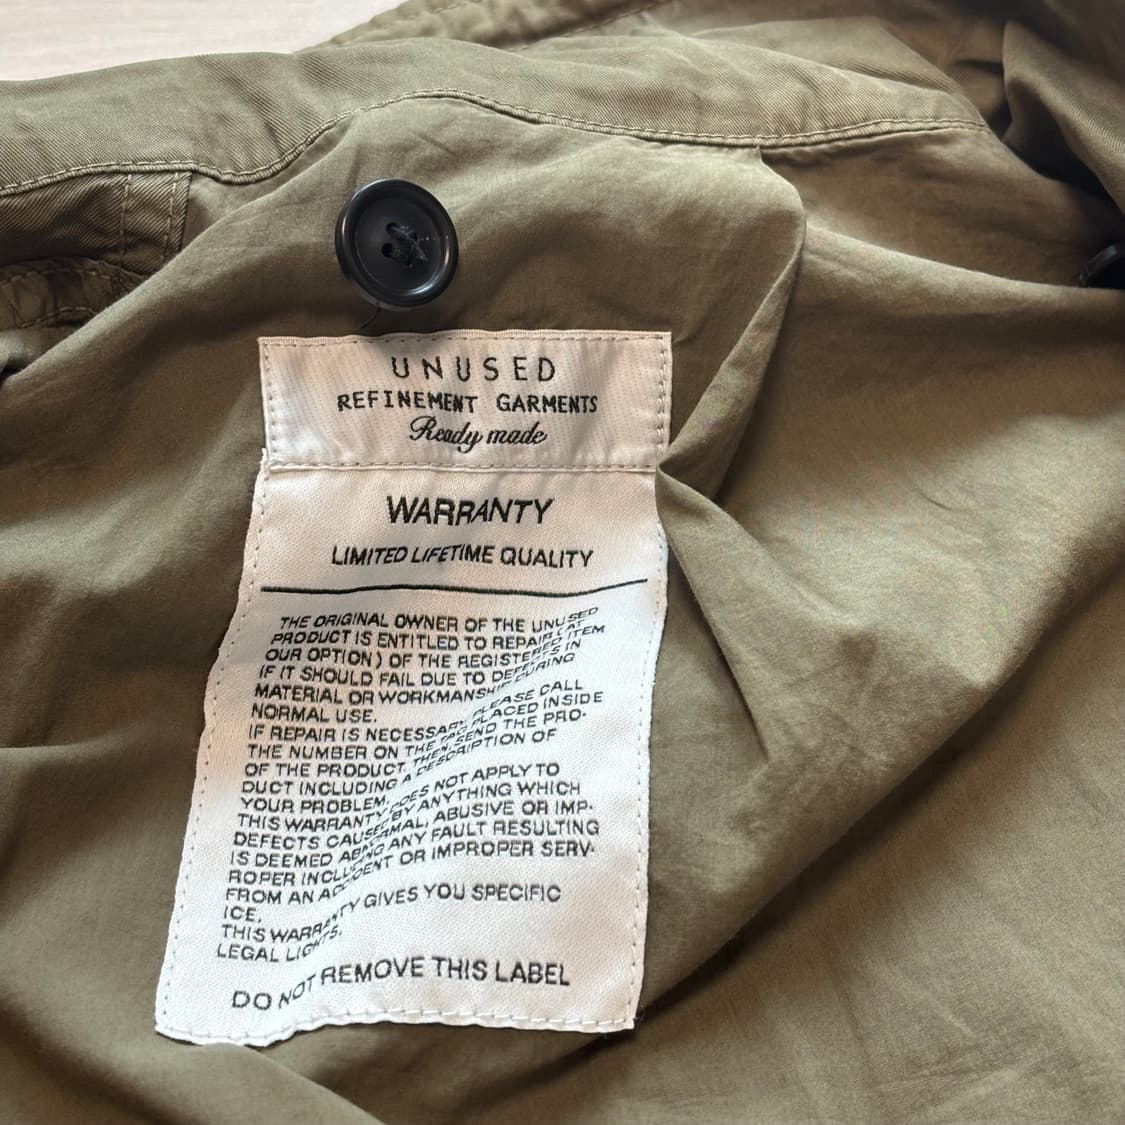 UNUSED
REFINEMENT GARMENTS
Ready made
WARRANTY
LIMITED LIFETIME QUALITY
THE ORIGINAL OWNER OF THE UNUSED
PRODUCT IS ENTITLED TO REPAIR ( AT
OUR OPTION ) OF THE REGISTERED ITEM
IF IT SHOULD FAIL DUE TO DEFECTS IN
MATERIAL OR WORKMANSHIP DURING
NORMAL USE.
IF REPAIR IS NECESSARY, PLEASE CALL
THE NUMBER ON THE TAG PLACED INSIDE
OF THE PRODUCT, THEN, SEND THE PRO-
DUCT INCLUDING A DESCRIPTION OF
YOUR PROBLEM.
THIS WARRANTY DOES NOT APPLY TO
DEFECTS CAUSED BY ANYTHING WHICH
IS DEEMED ABNORMAL, ABUSIVE OR IMP-
ROPER INCLUDING ANY FAULT RESULTING
FROM AN ACCIDENT OR IMPROPER SERV-
ICE.
THIS WARRANTY GIVES YOU SPECIFIC
LEGAL LIGHTS.
DO NOT REMOVE THIS LABEL